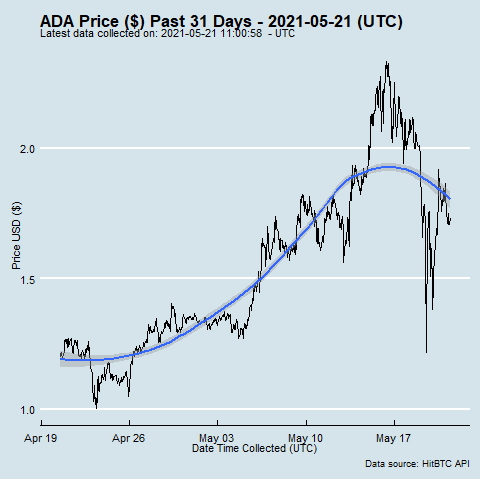 ADA Price ($) Past 31 Days - 2021-05-21 (UTC)
Latest data collected on: 2021-05-21 11:00:58 - UTC
2.0
1.5
1.0
Price USD ($)
Apr 19
Apr 26
May 03
May 10
May 17
Date Time Collected (UTC)
Data source: HitBTC API